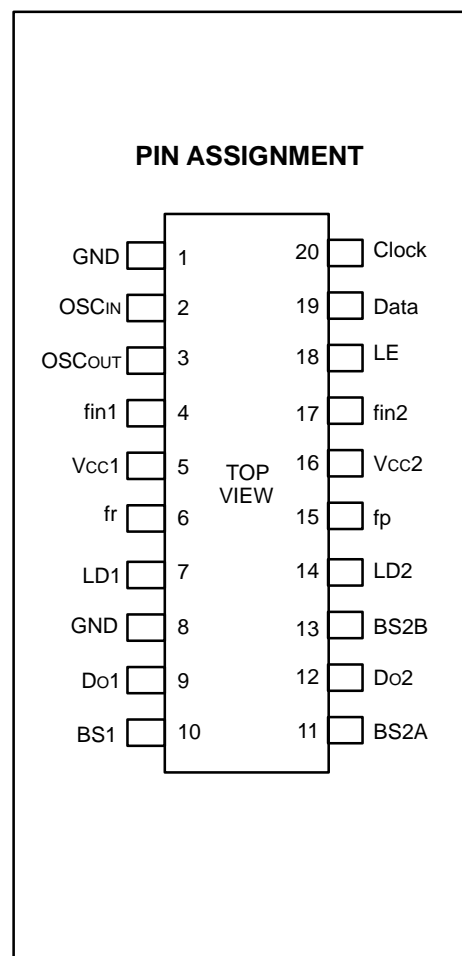 PIN ASSIGNMENT
GND 1 20 Clock
OSCIN 2 19 Data
OSCOUT 3 18 LE
fin1 4 17 fin2
VCC1 5 16 VCC2
TOP
VIEW
fr 6 15 fp
LD1 7 14 LD2
GND 8 13 BS2B
DO1 9 12 DO2
BS1 10 11 BS2A